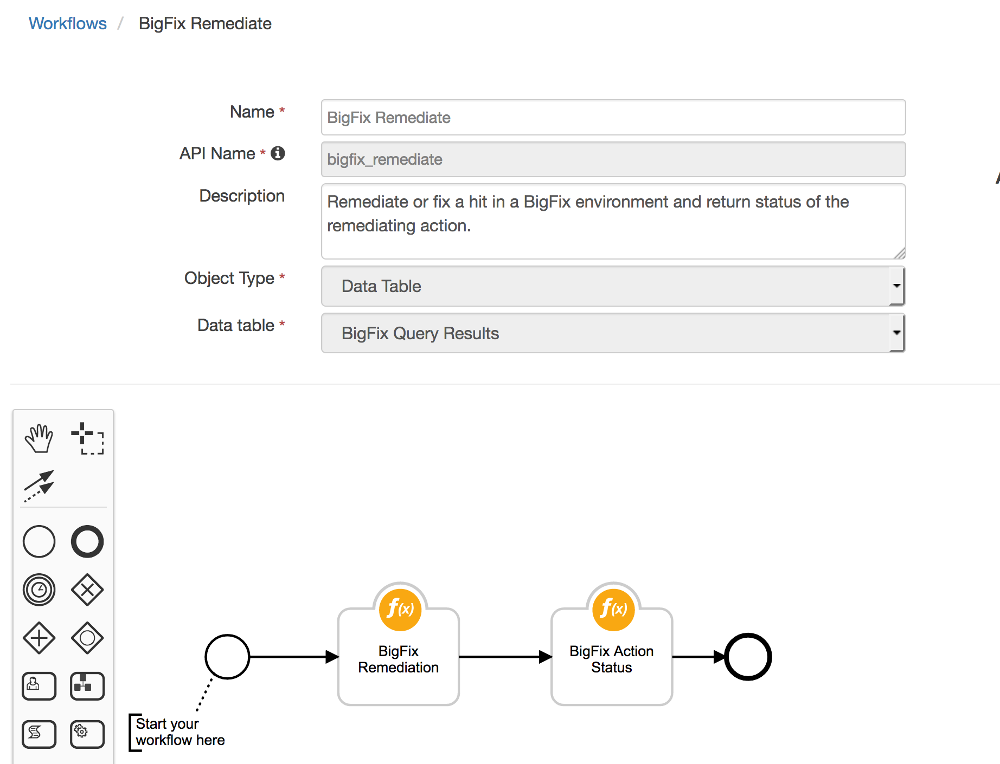 Workflows / BigFix Remediate
Name *
BigFix Remediate
API Name *
bigfix_remediate
Description
Remediate or fix a hit in a BigFix environment and return status of the
remediating action.
Object Type *
Data Table
Data table *
BigFix Query Results
f(x)
f(x)
BigFix
Remediation
BigFix Action
Status
Start your
workflow here